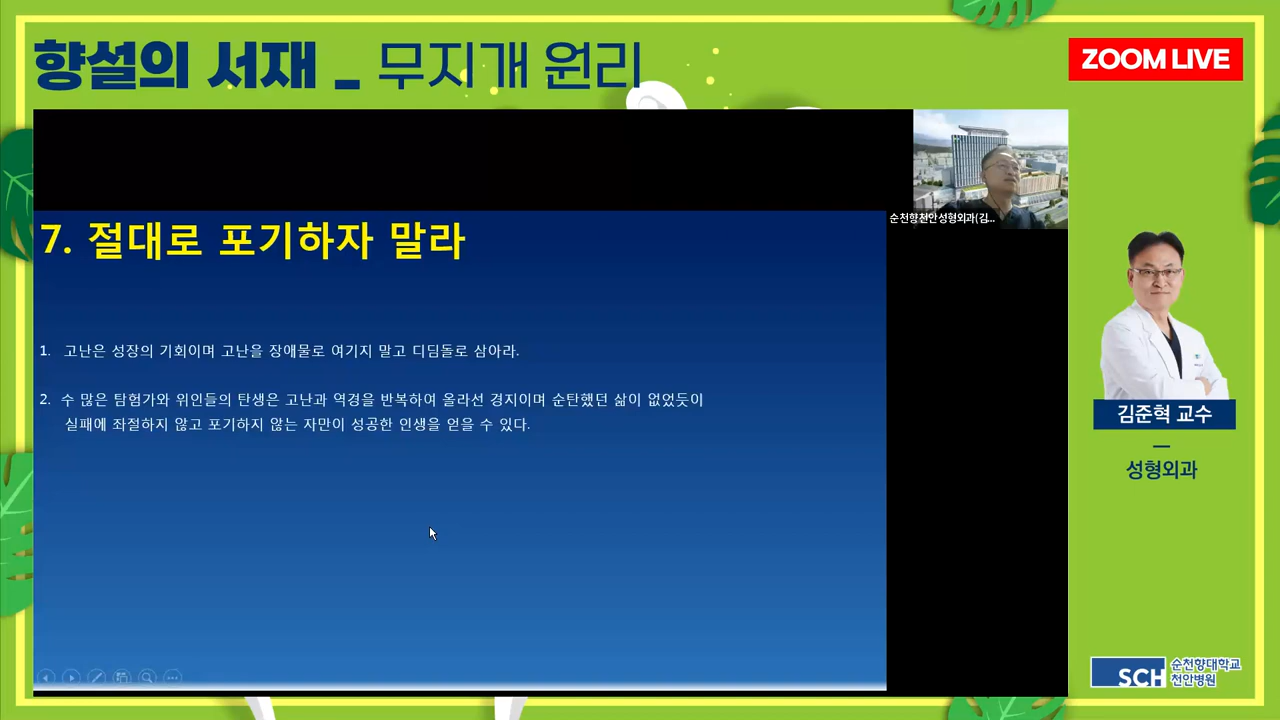 향설의 서재 _ 무지개 원리
ZOOM LIVE
순천향천안성형외과(김...
7. 절대로 포기하자 말라
1. 고난은 성장의 기회이며 고난을 장애물로 여기지 말고 디딤돌로 삼아라.
2. 수 많은 탐험가와 위인들의 탄생은 고난과 역경을 반복하여 올라선 경지이며 순탄했던 삶이 없었듯이
실패에 좌절하지 않고 포기하지 않는 자만이 성공한 인생을 얻을 수 있다.
김준혁 교수
성형외과
SCH 순천향대학교
천안병원